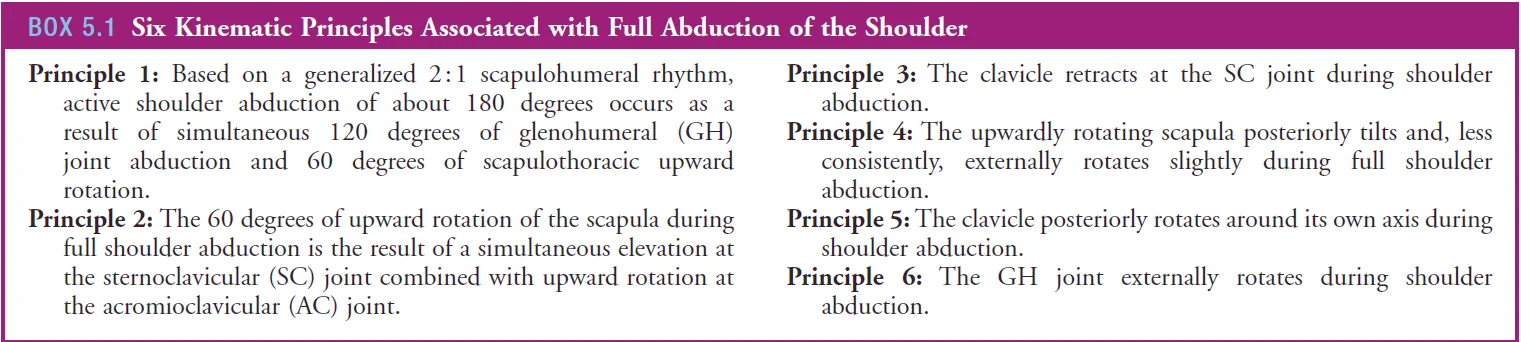 BOX 5.1 Six Kinematic Principles Associated with Full Abduction of the Shoulder
Principle 1: Based on a generalized 2:1 scapulohumeral rhythm,
active shoulder abduction of about 180 degrees occurs as a
result of simultaneous 120 degrees of glenohumeral (GH)
joint abduction and 60 degrees of scapulothoracic upward
rotation.
Principle 2: The 60 degrees of upward rotation of the scapula during
full shoulder abduction is the result of a simultaneous elevation at
the sternoclavicular (SC) joint combined with upward rotation at
the acromioclavicular (AC) joint.
Principle 3: The clavicle retracts at the SC joint during shoulder
abduction.
Principle 4: The upwardly rotating scapula posteriorly tilts and, less
consistently, externally rotates slightly during full shoulder
abduction.
Principle 5: The clavicle posteriorly rotates around its own axis during
shoulder abduction.
Principle 6: The GH joint externally rotates during shoulder
abduction.